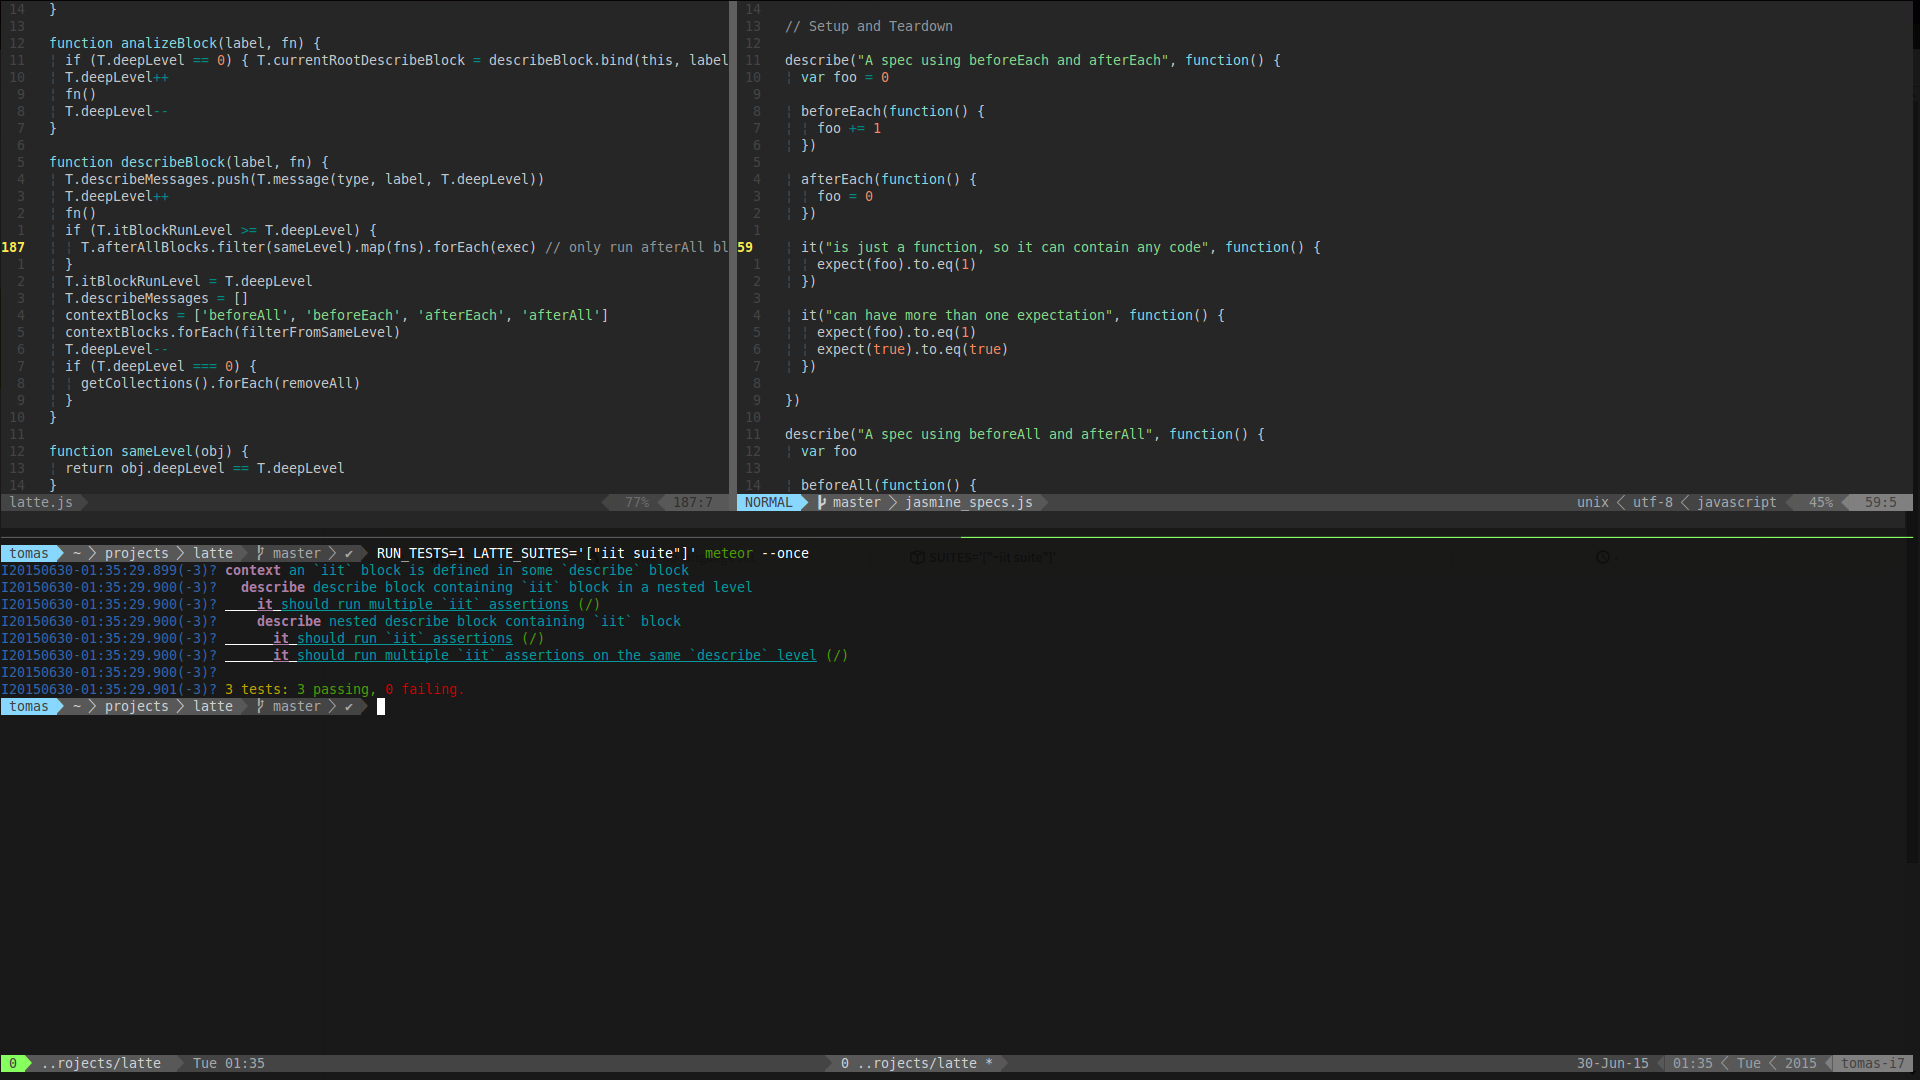 14   }
13
12   function analizeBlock(label, fn) {
11   ¦ if (T.deepLevel == 0) { T.currentRootDescribeBlock = describeBlock.bind(this, label
10   ¦ T.deepLevel++
9   ¦ fn()
8   ¦ T.deepLevel--
7   }
6
5   function describeBlock(label, fn) {
4   ¦ T.describeMessages.push(T.message(type, label, T.deepLevel))
3   ¦ T.deepLevel++
2   ¦ fn()
1   ¦ if (T.itBlockRunLevel >= T.deepLevel) {
187   ¦ ¦ T.afterAllBlocks.filter(sameLevel).map(fns).forEach(exec) // only run afterAll bl
1   ¦ }
2   ¦ T.itBlockRunLevel = T.deepLevel
3   ¦ T.describeMessages = []
4   ¦ contextBlocks = ['beforeAll', 'beforeEach', 'afterEach', 'afterAll']
5   ¦ contextBlocks.forEach(filterFromSameLevel)
6   ¦ T.deepLevel--
7   ¦ if (T.deepLevel === 0) {
8   ¦ ¦ getCollections().forEach(removeAll)
9   ¦ }
10   }
11
12   function sameLevel(obj) {
13   ¦ return obj.deepLevel == T.deepLevel
14   }
latte.js 77% 187:7
14
13   // Setup and Teardown
12
11   describe("A spec using beforeEach and afterEach", function() {
10   ¦ var foo = 0
9
8   ¦ beforeEach(function() {
7   ¦ ¦ foo += 1
6   ¦ })
5
4   ¦ afterEach(function() {
3   ¦ ¦ foo = 0
2   ¦ })
1
59   ¦ it("is just a function, so it can contain any code", function() {
1   ¦ ¦ expect(foo).to.eq(1)
2   ¦ })
3
4   ¦ it("can have more than one expectation", function() {
5   ¦ ¦ expect(foo).to.eq(1)
6   ¦ ¦ expect(true).to.eq(true)
7   ¦ })
8
9   })
10
11   describe("A spec using beforeAll and afterAll", function() {
12   ¦ var foo
13
14   ¦ beforeAll(function() {
NORMAL master jasmine_specs.js unix utf-8 javascript 45% 59:5
tomas ~ projects latte master ✔ RUN_TESTS=1 LATTE_SUITES='["iit suite"]' meteor --once
SUITES='["~iit suite"]'
I20150630-01:35:29.899(-3)? context an `iit` block is defined in some `describe` block
I20150630-01:35:29.900(-3)?   describe describe block containing `iit` block in a nested level
I20150630-01:35:29.900(-3)?     it should run multiple `iit` assertions (/)
I20150630-01:35:29.900(-3)?     describe nested describe block containing `iit` block
I20150630-01:35:29.900(-3)?       it should run `iit` assertions (/)
I20150630-01:35:29.900(-3)?       it should run multiple `iit` assertions on the same `describe` level (/)
I20150630-01:35:29.900(-3)?
I20150630-01:35:29.901(-3)? 3 tests: 3 passing, 0 failing.
tomas ~ projects latte master ✔
0 ..rojects/latte Tue 01:35 0 ..rojects/latte * 30-Jun-15 01:35 Tue 2015 tomas-i7